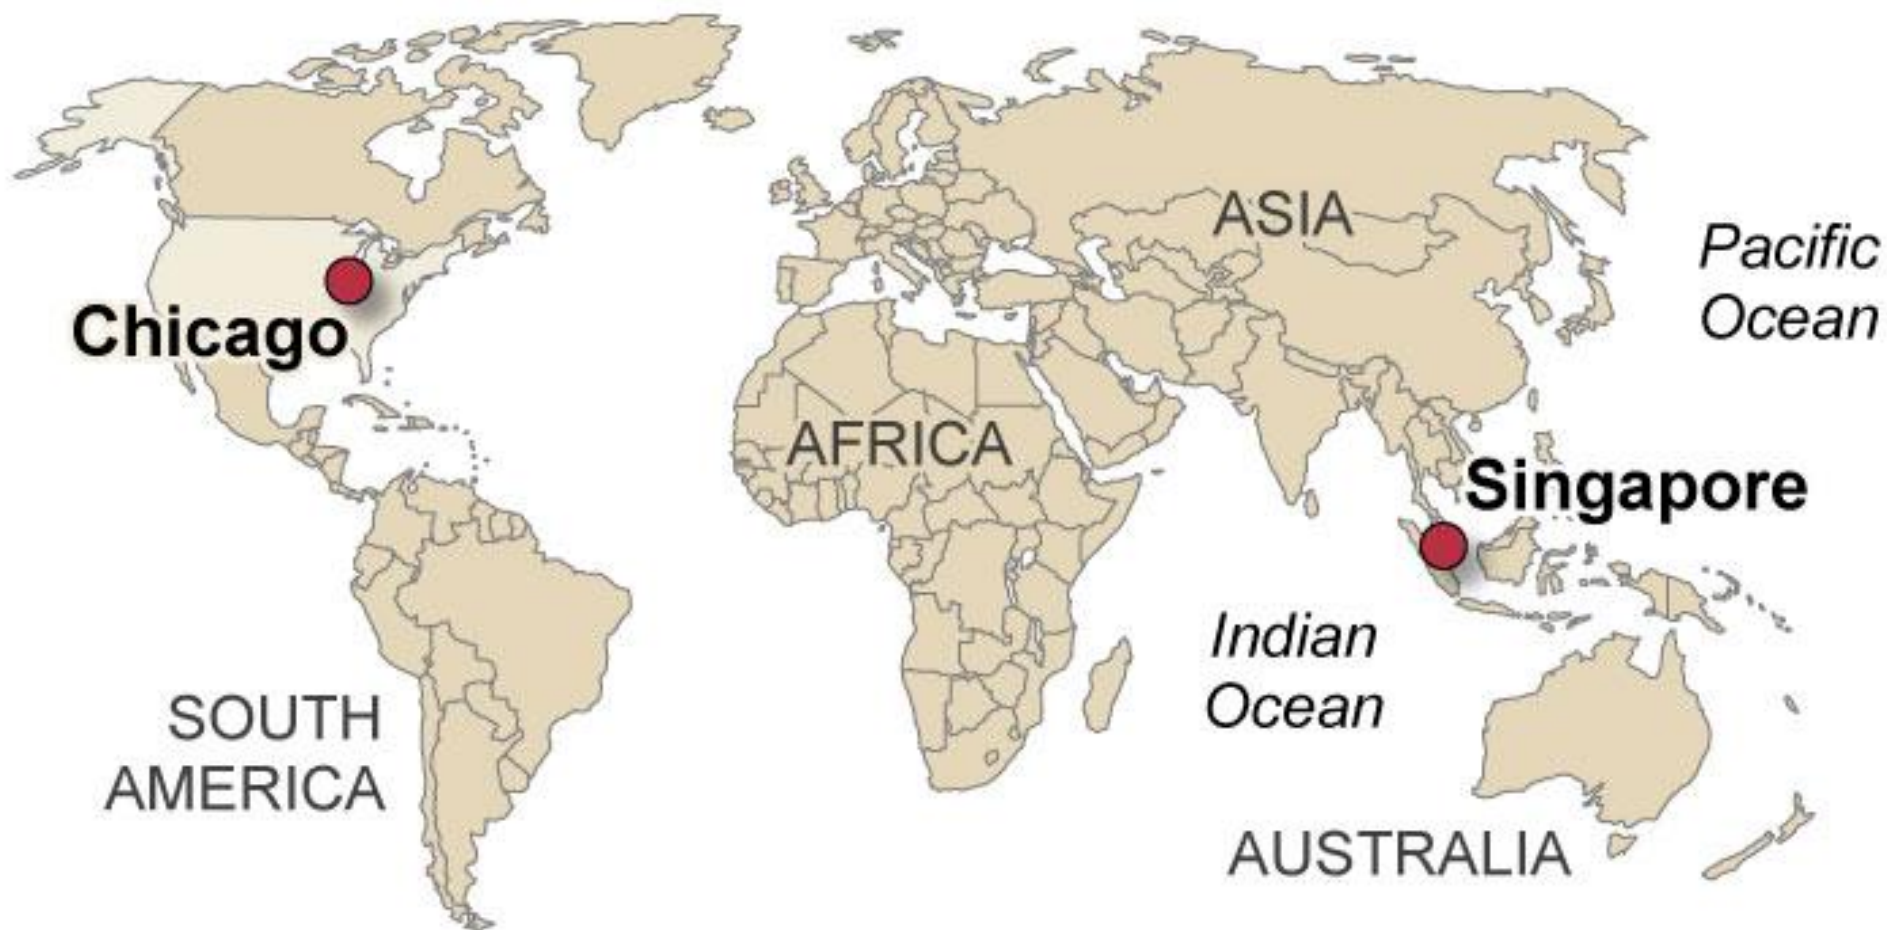 ASIA
Pacific
Ocean
Chicago
AFRICA
Singapore
Indian
Ocean
SOUTH
AMERICA
AUSTRALIA